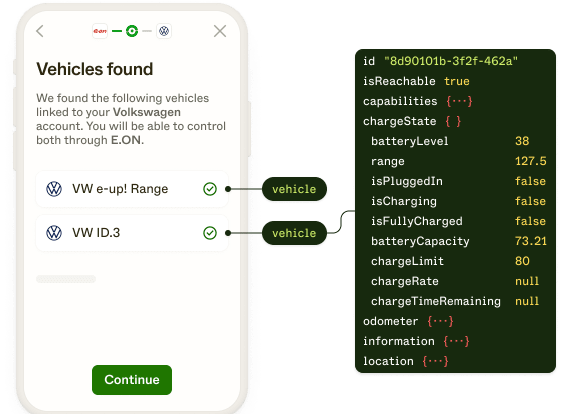 e·on
Vehicles found
We found the following vehicles
linked to your Volkswagen
account. You will be able to control
both through E.ON.
VW e-up! Range
vehicle
VW ID.3
vehicle
Continue
id "8d90101b-3f2f-462a"
isReachable true
capabilities {···}
chargeState { }
batteryLevel 38
range 127.5
isPluggedIn false
isCharging false
isFullyCharged false
batteryCapacity 73.21
chargeLimit 80
chargeRate null
chargeTimeRemaining null
odometer {···}
information {···}
location {···}